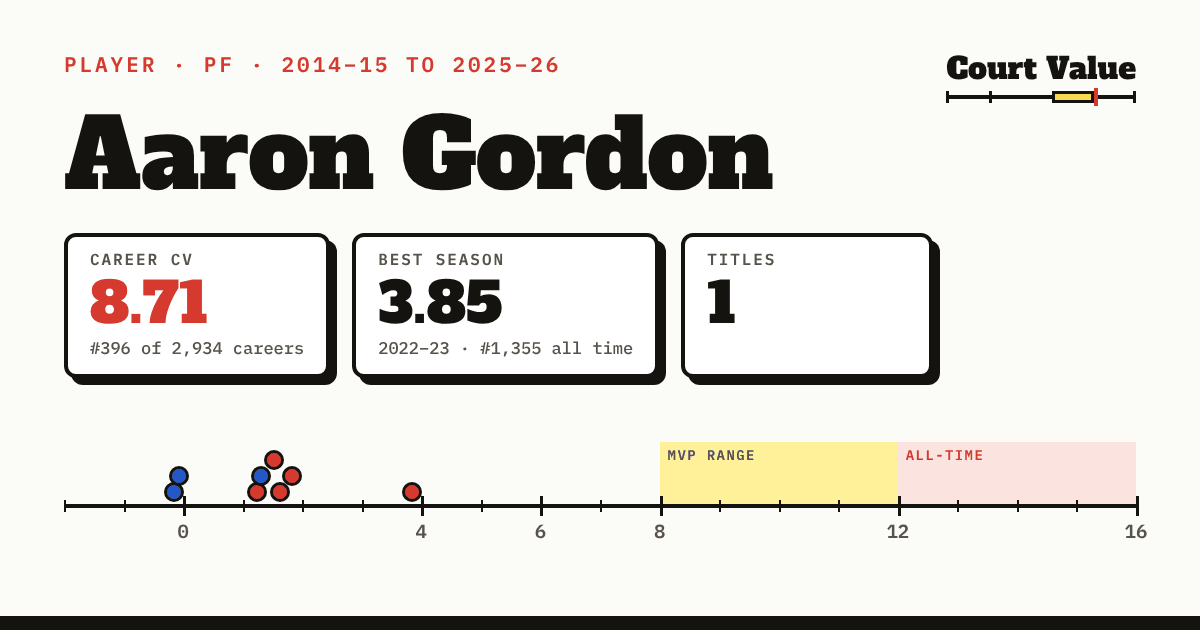 PLAYER · PF · 2014–15 TO 2025–26
Court Value
Aaron Gordon
CAREER CV
8.71
#396 of 2,934 careers
BEST SEASON
3.85
2022–23 · #1,355 all time
TITLES
1
MVP RANGE
ALL-TIME
0 4 6 8 12 16